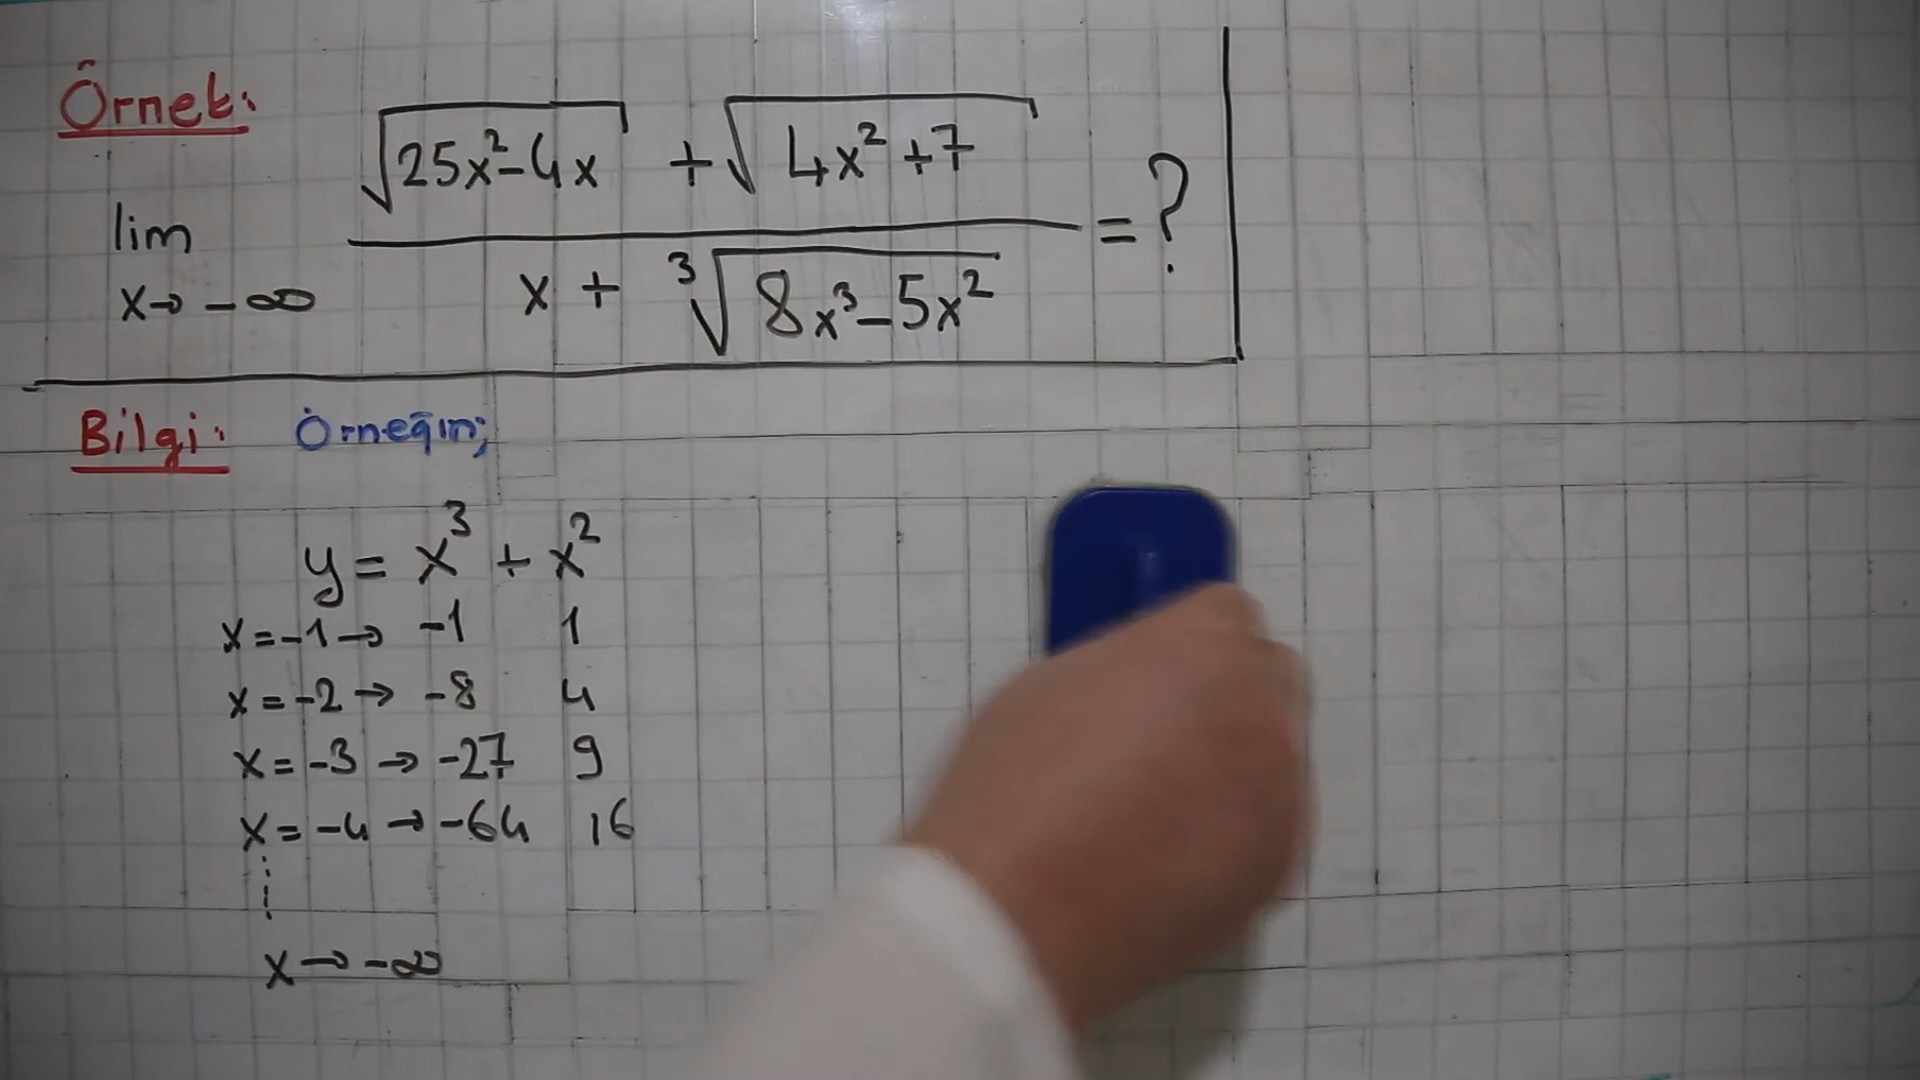 Örnek:
lim x→-∞ (√(25x²-4x) + √(4x²+7)) / (x + ³√(8x³-5x²)) = ?
Bilgi: Örneğin;
y = x³ + x²
x = -1 → -1 1
x = -2 → -8 4
x = -3 → -27 9
x = -4 → -64 16
x → -∞